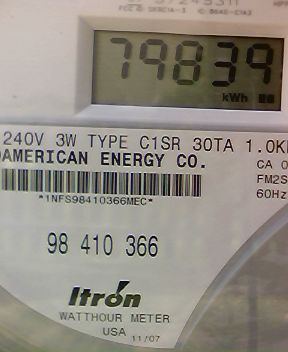 79839
kWh
240V 3W TYPE C1SR 30TA 1.0K
AMERICAN ENERGY CO. CA 0
FM2S
*1NFS98410366MEC* 60Hz
98 410 366
Itrón
WATTHOUR METER
USA 11/07